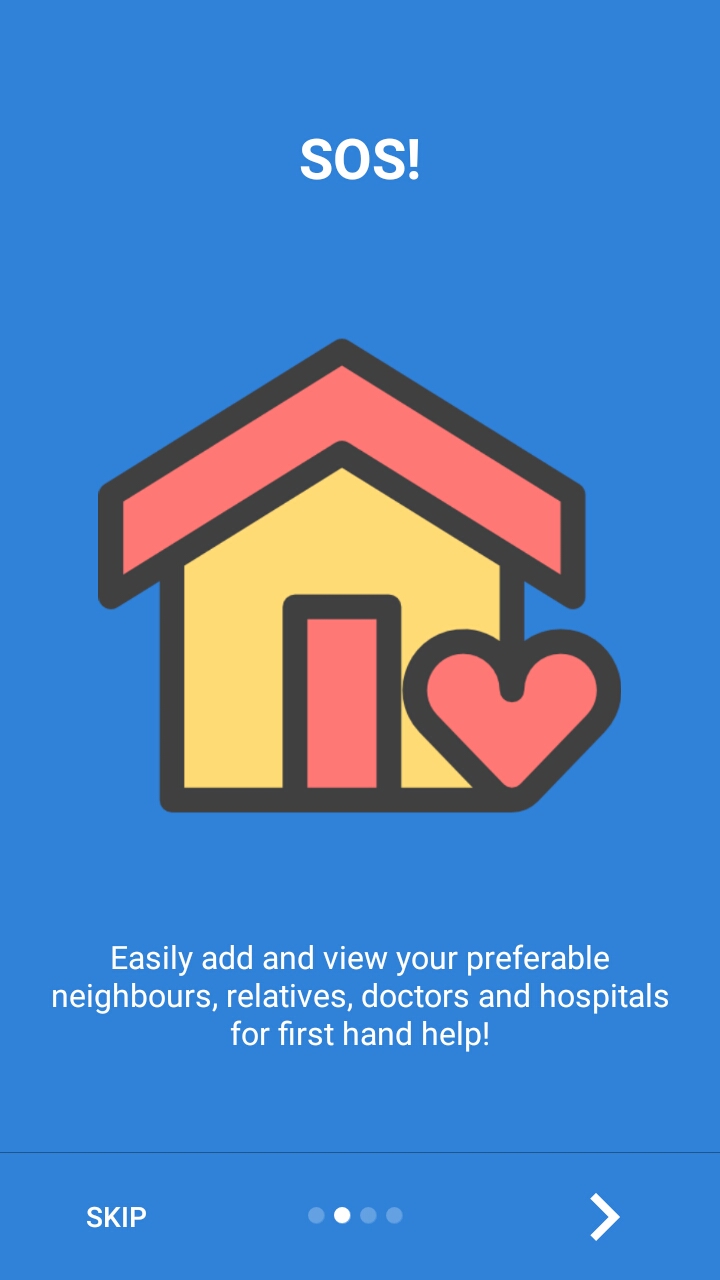 SOS!
Easily add and view your preferable
neighbours, relatives, doctors and hospitals
for first hand help!
SKIP